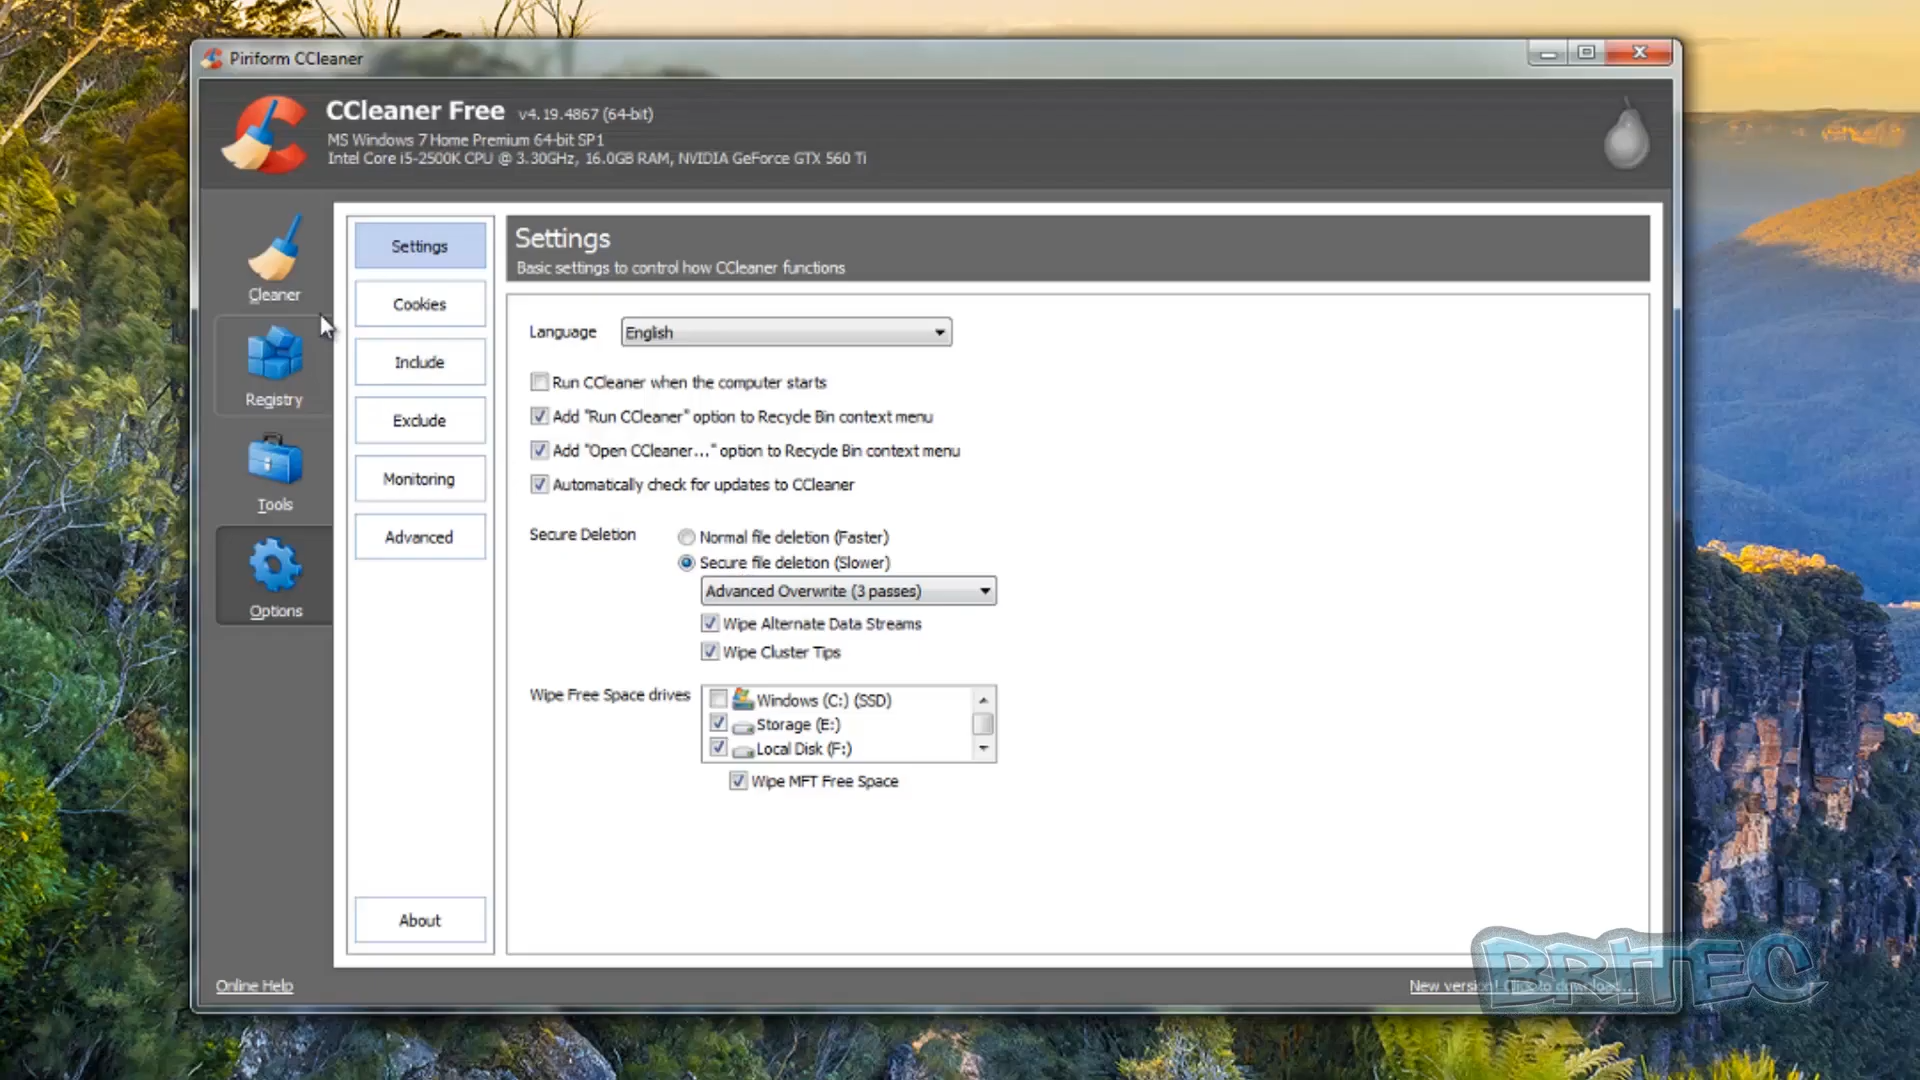 Piriform CCleaner
CCleaner Free v4.19.4867 (64-bit)
MS Windows 7 Home Premium 64-bit SP1
Intel Core i5-2500K CPU @ 3.30GHz, 16.0GB RAM, NVIDIA GeForce GTX 560 Ti
Cleaner
Registry
Tools
Options
Settings
Cookies
Include
Exclude
Monitoring
Advanced
About
Settings
Basic settings to control how CCleaner functions
Language English
Run CCleaner when the computer starts
Add "Run CCleaner" option to Recycle Bin context menu
Add "Open CCleaner..." option to Recycle Bin context menu
Automatically check for updates to CCleaner
Secure Deletion
Normal file deletion (Faster)
Secure file deletion (Slower)
Advanced Overwrite (3 passes)
Wipe Alternate Data Streams
Wipe Cluster Tips
Wipe Free Space drives
Windows (C:) (SSD)
Storage (E:)
Local Disk (F:)
Wipe MFT Free Space
Online Help
New version! Click to download...
BRITEC